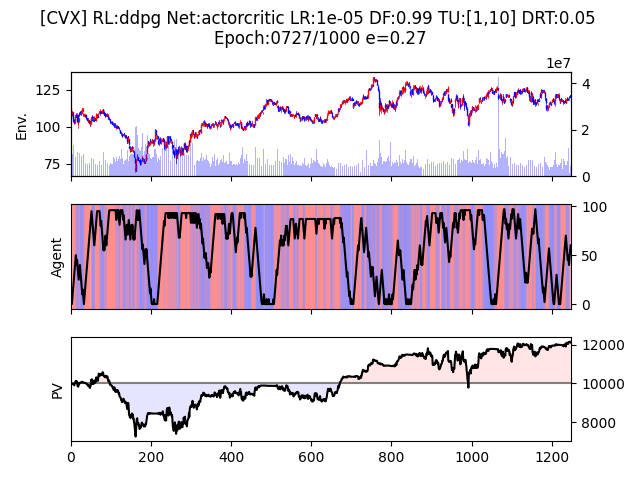 [CVX] RL:ddpg Net:actorcritic LR:1e-05 DF:0.99 TU:[1,10] DRT:0.05
Epoch:0727/1000 e=0.27
1e7
125
100
75
Env.
4
2
0
Agent
100
50
0
PV
12000
10000
8000
0 200 400 600 800 1000 1200